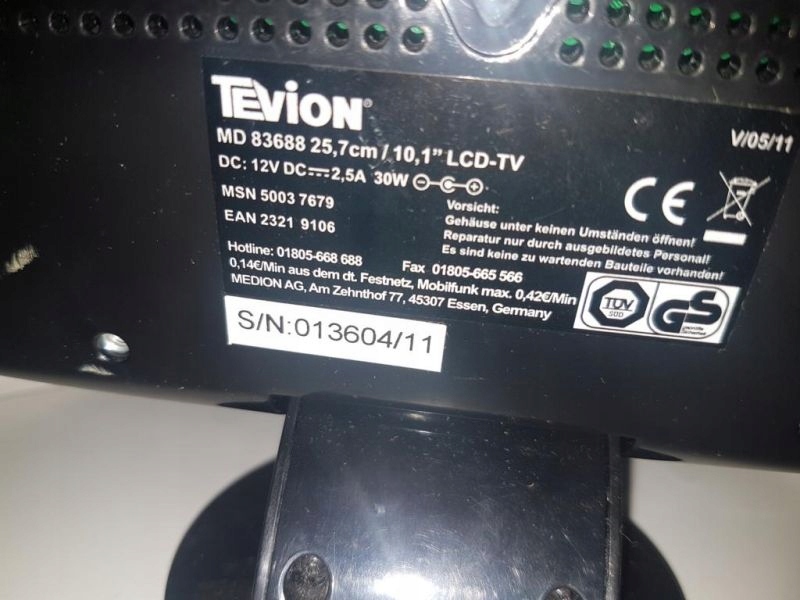 TEVION®
MD 83688 25,7cm / 10,1” LCD-TV
V/05/11
DC: 12V DC 2,5A 30W
MSN 5003 7679
EAN 2321 9106
Vorsicht:
Gehäuse unter keinen Umständen öffnen!
Reparatur nur durch ausgebildetes Personal!
Es sind keine zu wartenden Bauteile vorhanden!
CE
Hotline: 01805-668 688 Fax 01805-665 566
0,14€/Min aus dem dt. Festnetz, Mobilfunk max. 0,42€/Min
MEDION AG, Am Zehnthof 77, 45307 Essen, Germany
TÜV
SÜD
GS
geprüfte
Sicherheit
S/N:013604/11